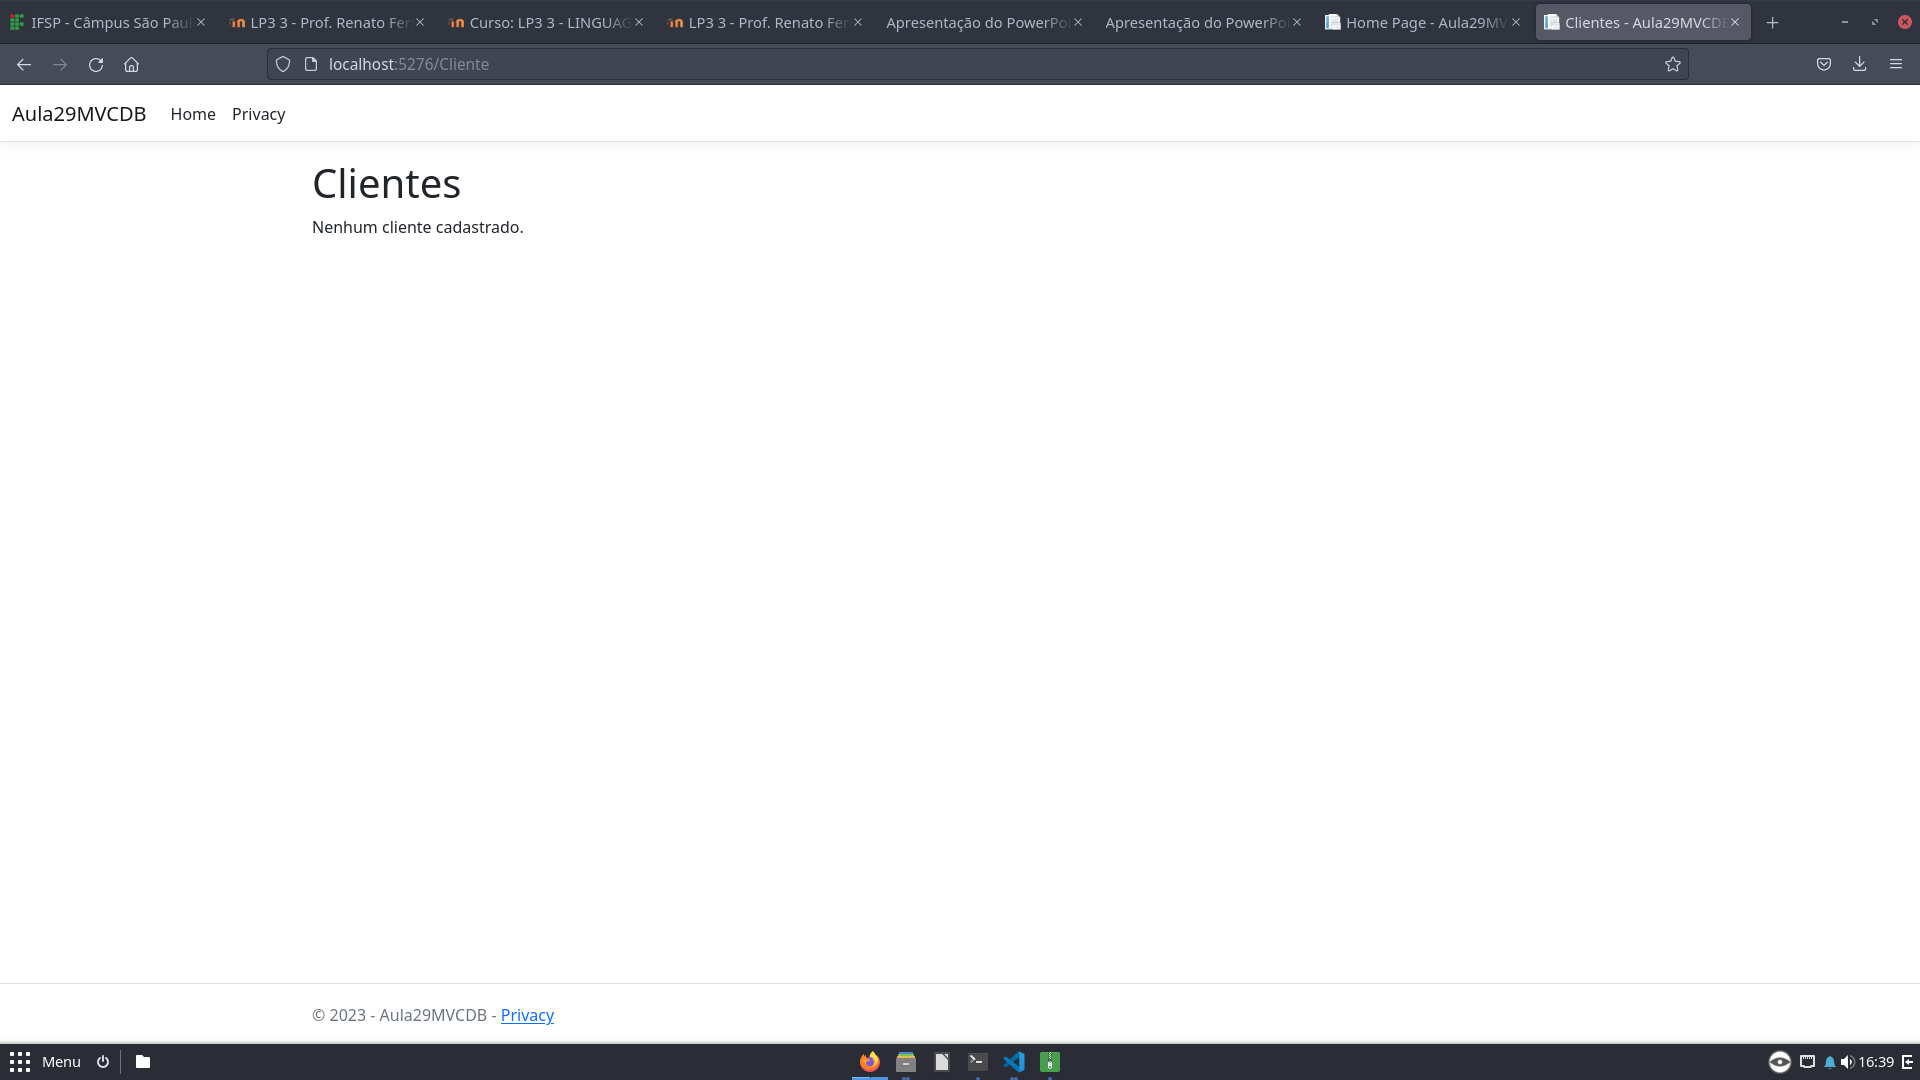 IFSP - Câmpus São Paul
LP3 3 - Prof. Renato Fer
Curso: LP3 3 - LINGUAG
LP3 3 - Prof. Renato Fer
Apresentação do PowerPoi
Apresentação do PowerPoi
Home Page - Aula29MV
Clientes - Aula29MVCDB
localhost:5276/Cliente
Aula29MVCDB Home Privacy
Clientes
Nenhum cliente cadastrado.
© 2023 - Aula29MVCDB - Privacy
Menu
16:39